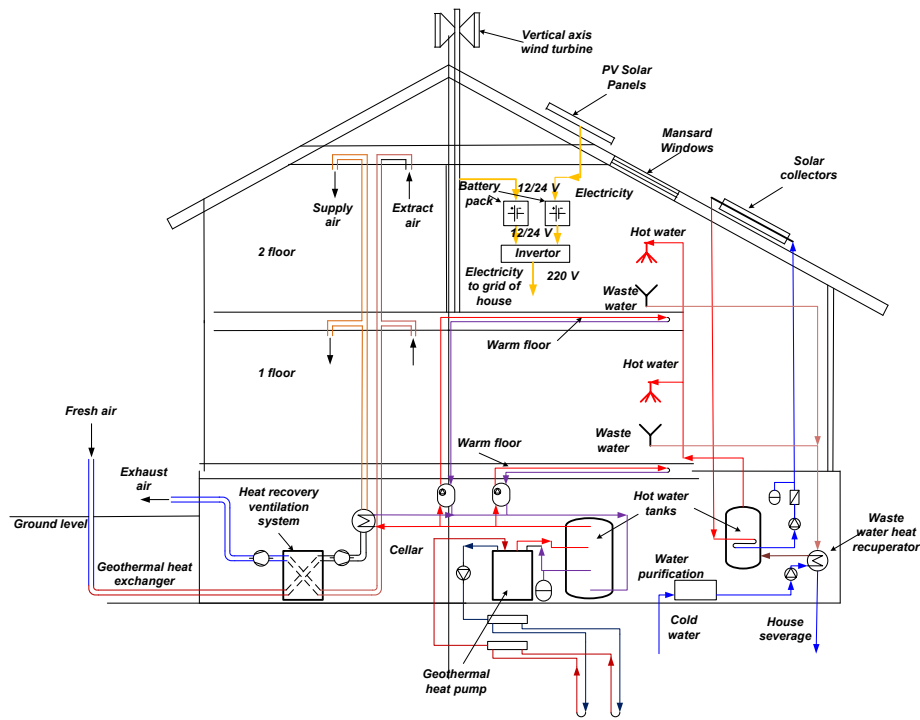 Vertical axis
wind turbine
PV Solar
Panels
Mansard
Windows
Solar
collectors
Battery
pack
12/24 V
Electricity
Supply
air
Extract
air
12/24 V
Hot water
2 floor
Invertor
Electricity
to grid of
house
220 V
Waste
water
Warm floor
1 floor
Hot water
Fresh air
Waste
water
Warm floor
Exhaust
air
Heat recovery
ventilation
system
Hot water
tanks
Ground level
Waste
water heat
recuperator
Cellar
Geothermal heat
exchanger
Water
purification
Cold
water
House
severage
Geothermal
heat pump